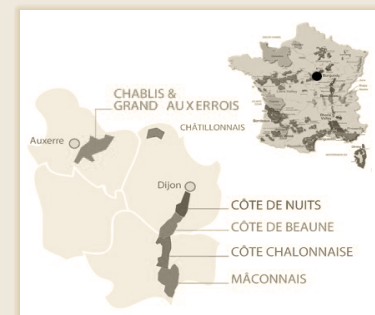 CHABLIS &
GRAND AUXERROIS
Auxerre
CHÂTILLONNAIS
Dijon
CÔTE DE NUITS
CÔTE DE BEAUNE
CÔTE CHALONNAISE
MÂCONNAIS